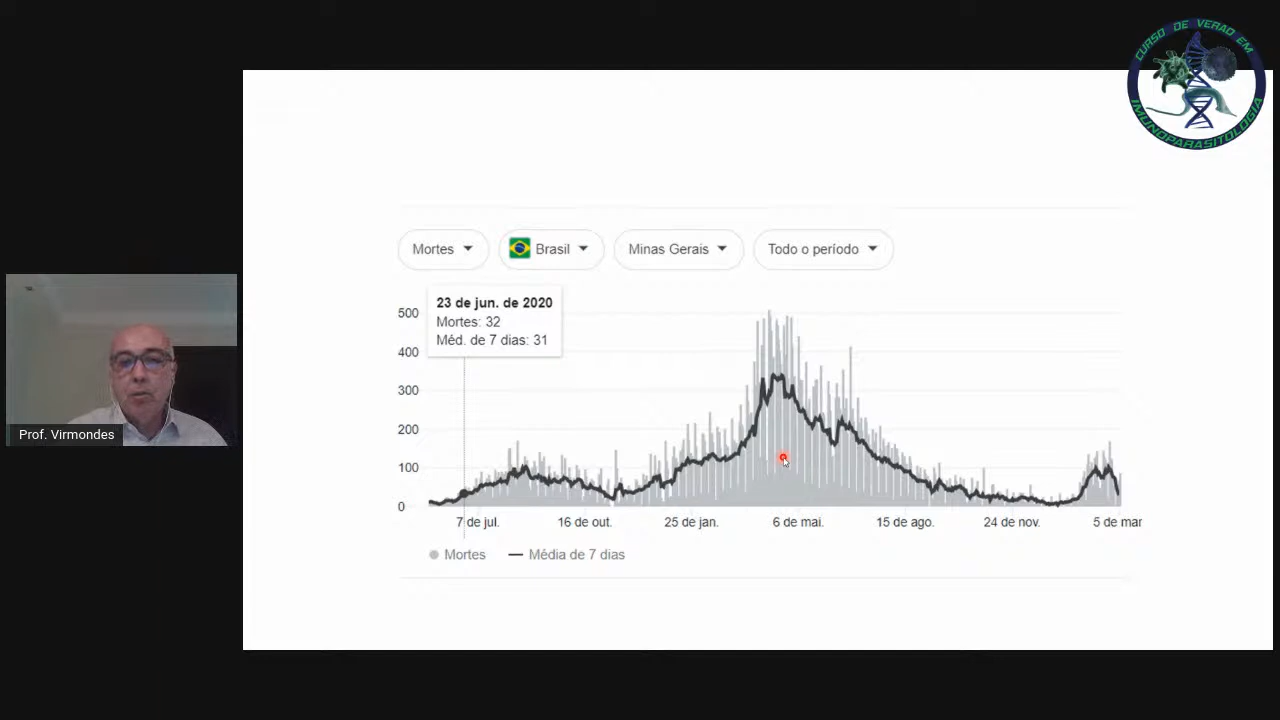 CURSO DE VERÃO EM
IMUNOPARASITOLOGIA
Mortes
Brasil
Minas Gerais
Todo o período
23 de jun. de 2020
Mortes: 32
Méd. de 7 dias: 31
500
400
300
200
100
0
7 de jul.
16 de out.
25 de jan.
6 de mai.
15 de ago.
24 de nov.
5 de mar
Mortes
Média de 7 dias
Prof. Virmondes